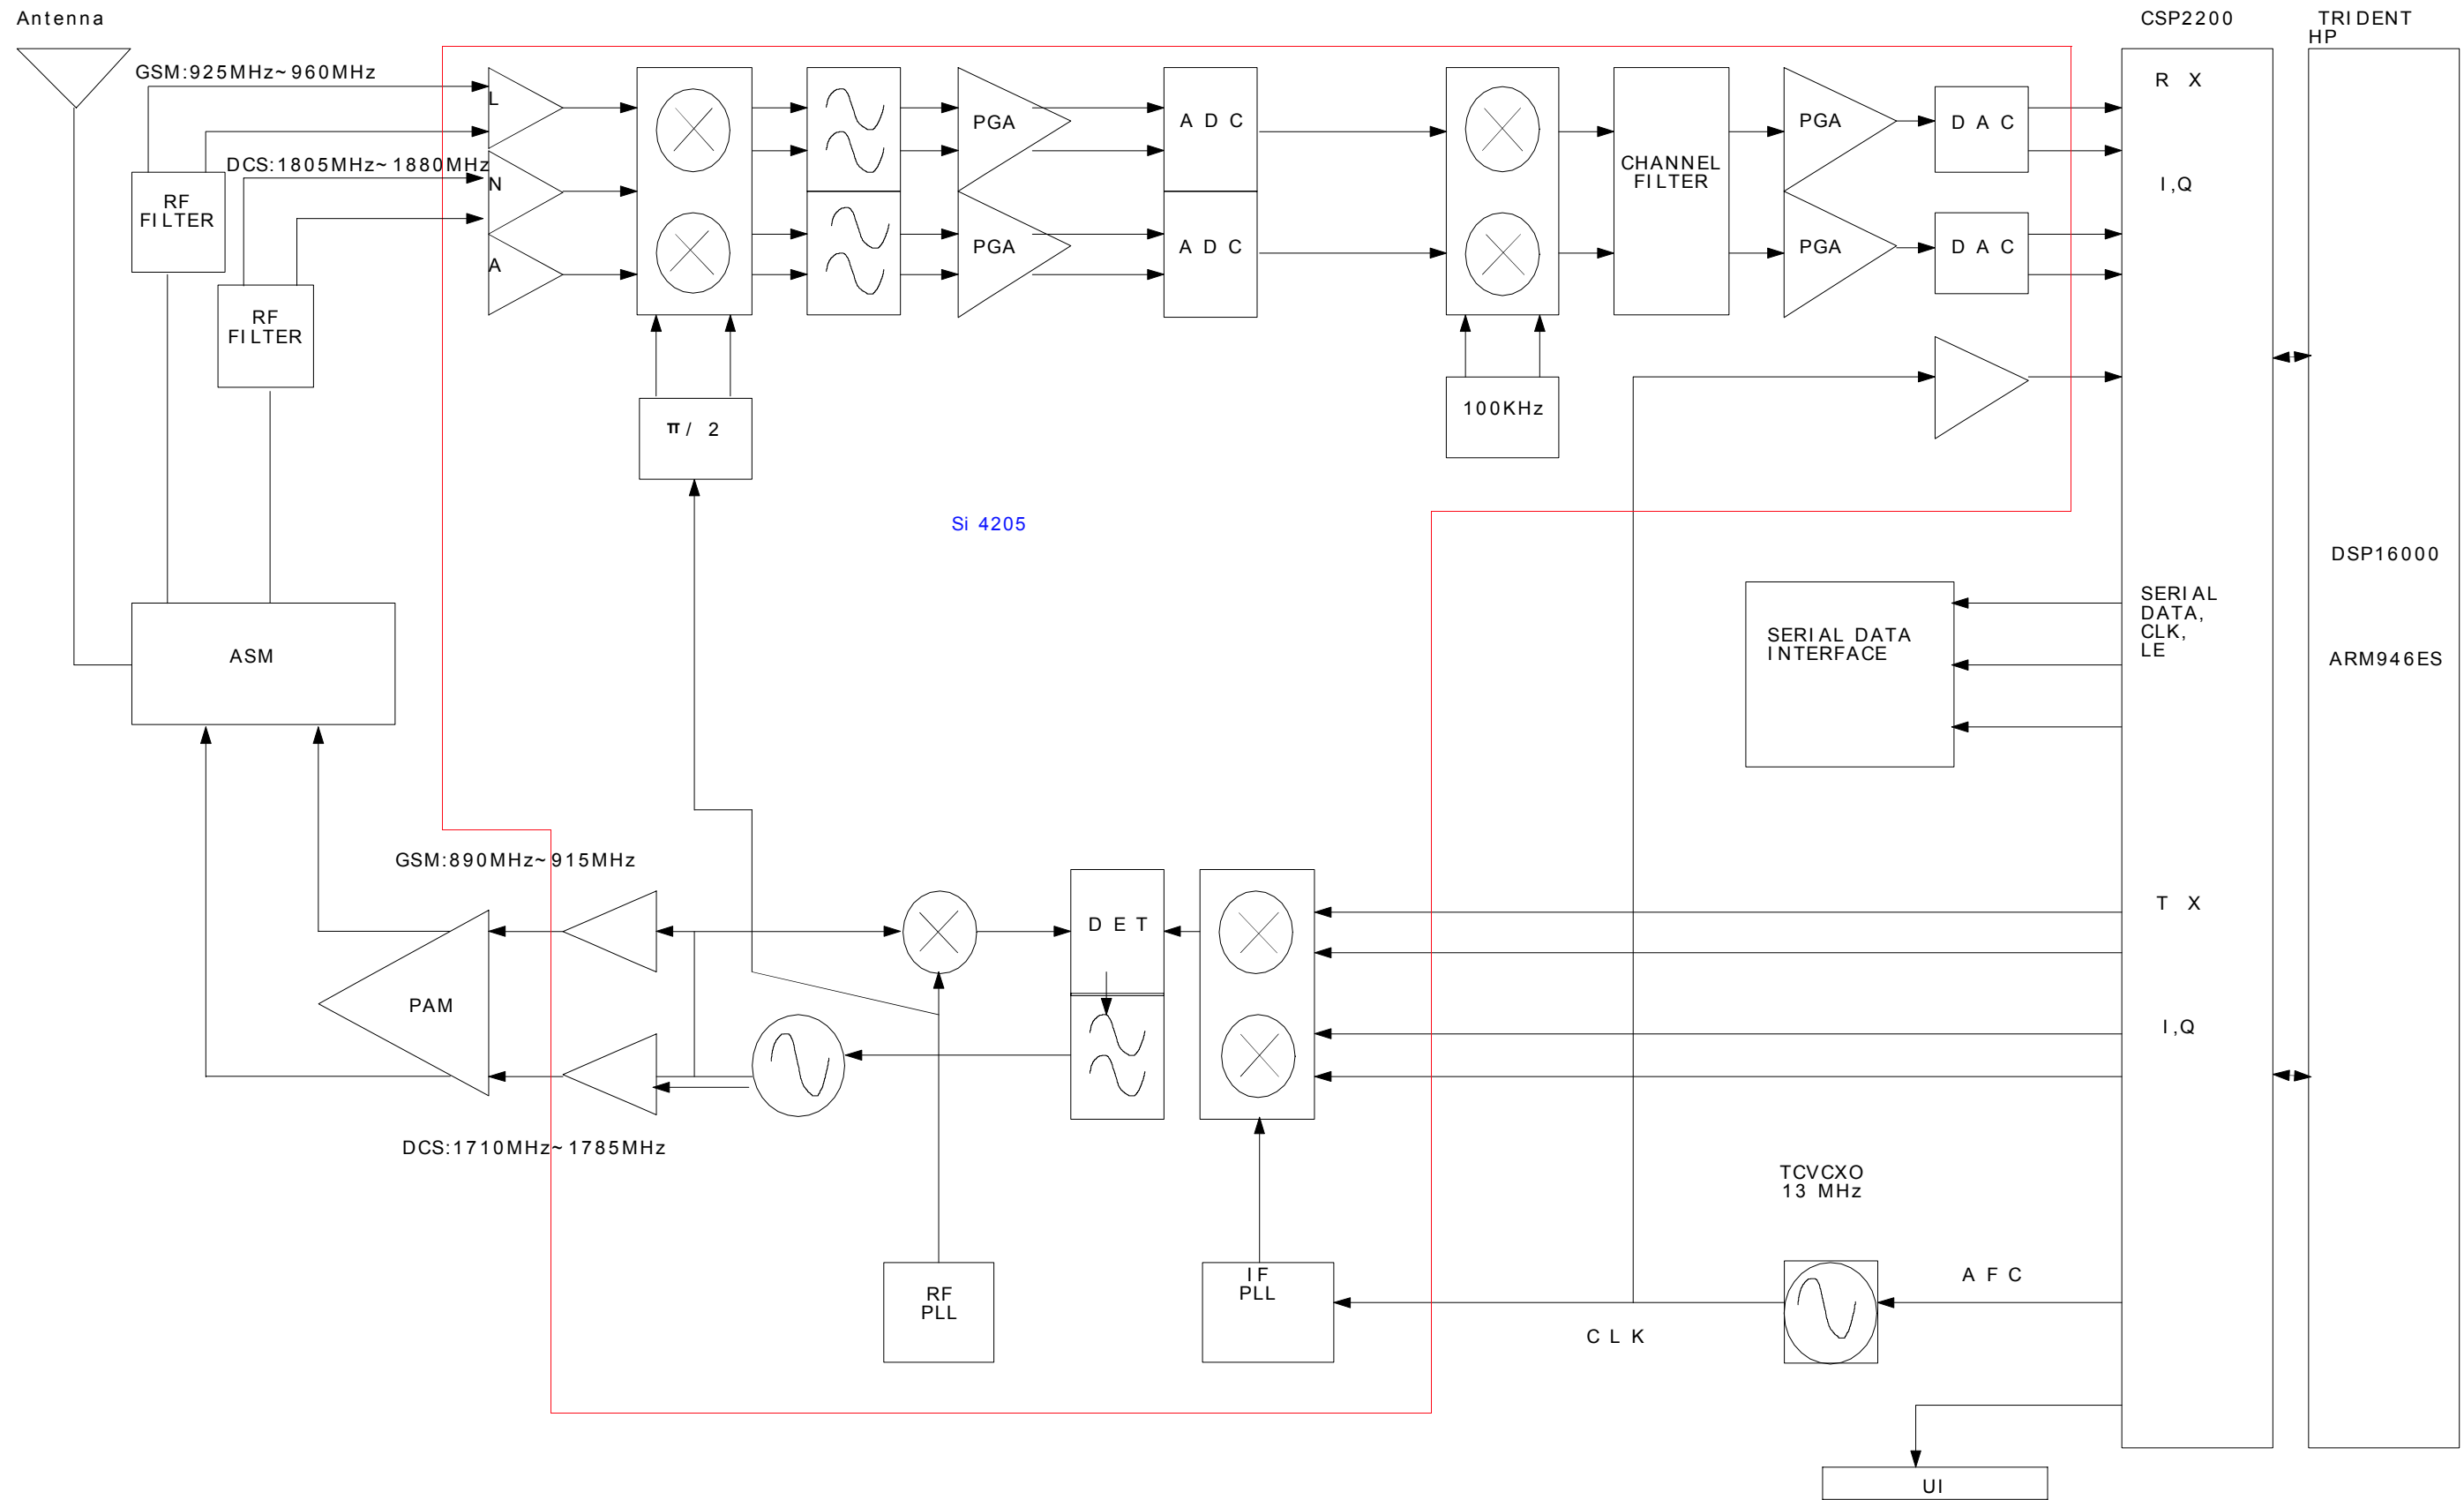 Antenna
CSP2200
TRIDENT
HP
GSM:925MHz~960MHz
L
N
A
PGA
ADC
PGA
DAC
RX
DCS:1805MHz~1880MHz
RF
FILTER
CHANNEL
FILTER
I,Q
PGA
ADC
PGA
DAC
RF
FILTER
π/ 2
100KHz
Si 4205
DSP16000
SERIAL
DATA,
CLK,
LE
SERIAL DATA
INTERFACE
ASM
ARM946ES
GSM:890MHz~915MHz
DET
TX
PAM
I,Q
DCS:1710MHz~1785MHz
TCVCXO
13 MHz
RF
PLL
IF
PLL
AFC
CLK
UI